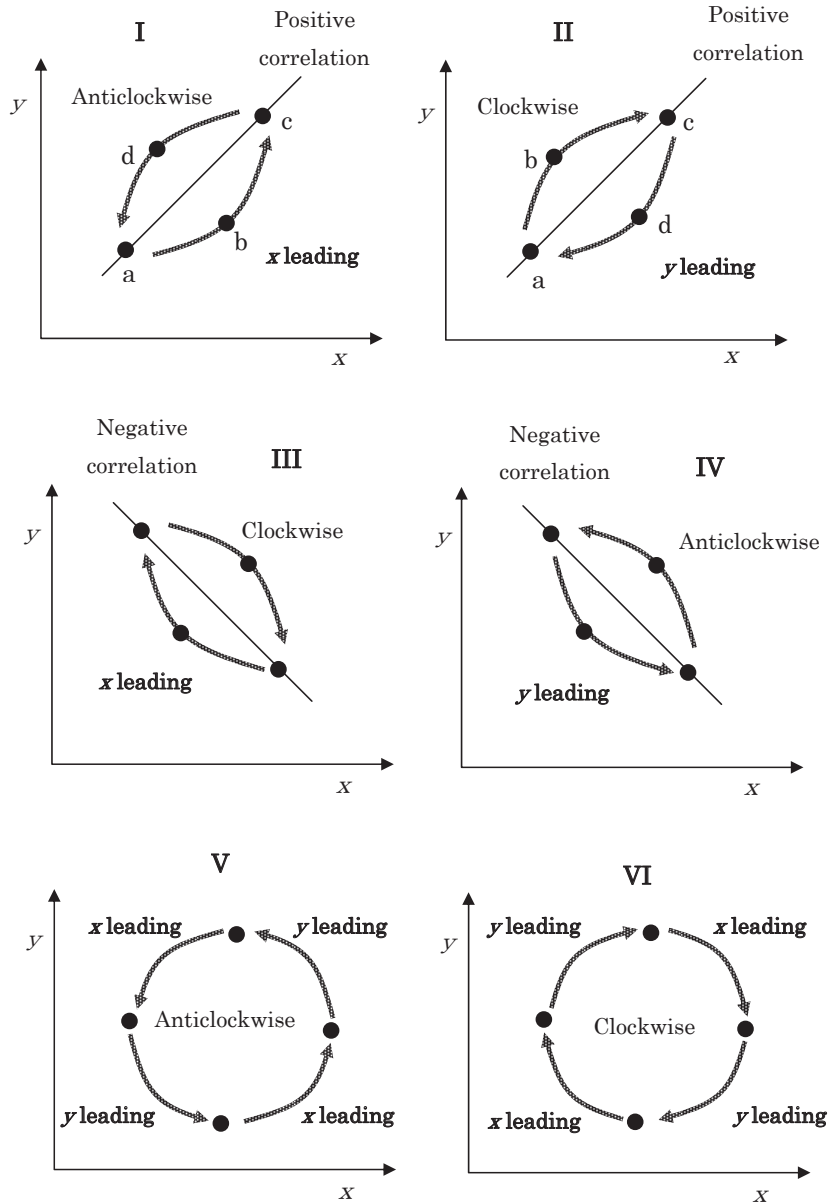 I
Positive
correlation
Anticlockwise
y
c
d
b
a
x leading
x
II
Positive
correlation
Clockwise
y
c
b
d
a
y leading
x
Negative
correlation
III
Clockwise
y
x leading
x
Negative
correlation
IV
Anticlockwise
y
y leading
x
V
x leading
y leading
y
Anticlockwise
y leading
x leading
x
VI
y leading
x leading
y
Clockwise
x leading
y leading
x